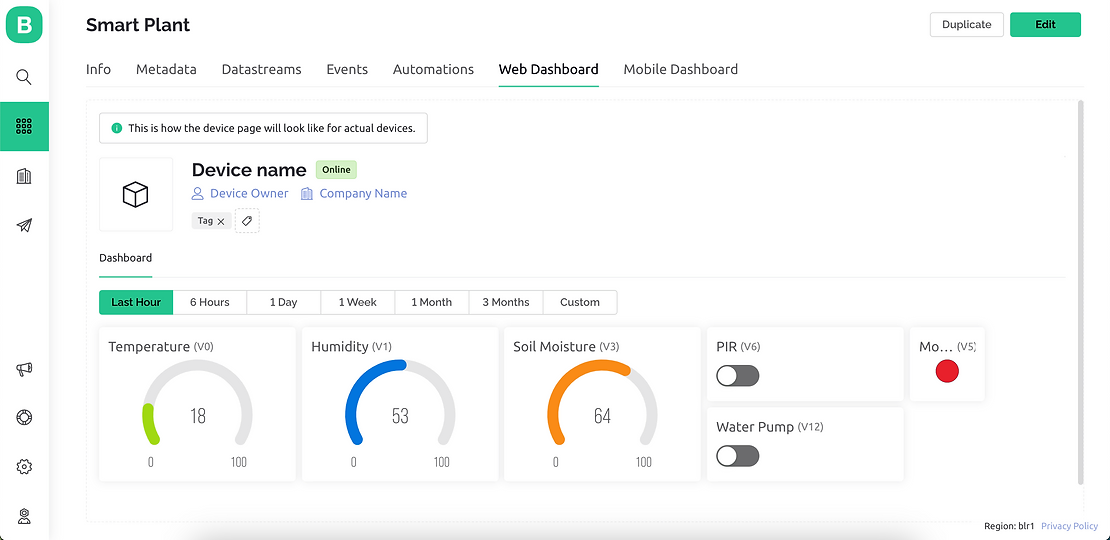 B
Smart Plant
Duplicate
Edit
Info Metadata Datastreams Events Automations Web Dashboard Mobile Dashboard
This is how the device page will look like for actual devices.
Device name Online
Device Owner Company Name
Tag
Dashboard
Last Hour 6 Hours 1 Day 1 Week 1 Month 3 Months Custom
Temperature (V0)
18
0 100
Humidity (V1)
53
0 100
Soil Moisture (V3)
64
0 100
PIR (V6)
Mo... (V5)
Water Pump (V12)
Region: blr1 Privacy Policy